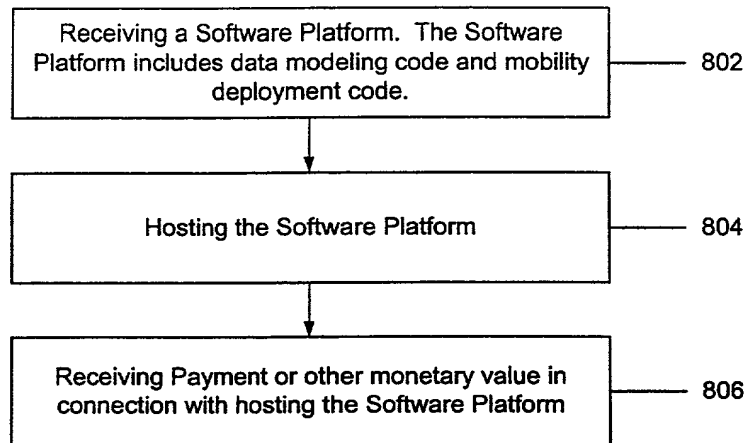 Receiving a Software Platform. The Software
Platform includes data modeling code and mobility
deployment code.
802
Hosting the Software Platform
804
Receiving Payment or other monetary value in
connection with hosting the Software Platform
806